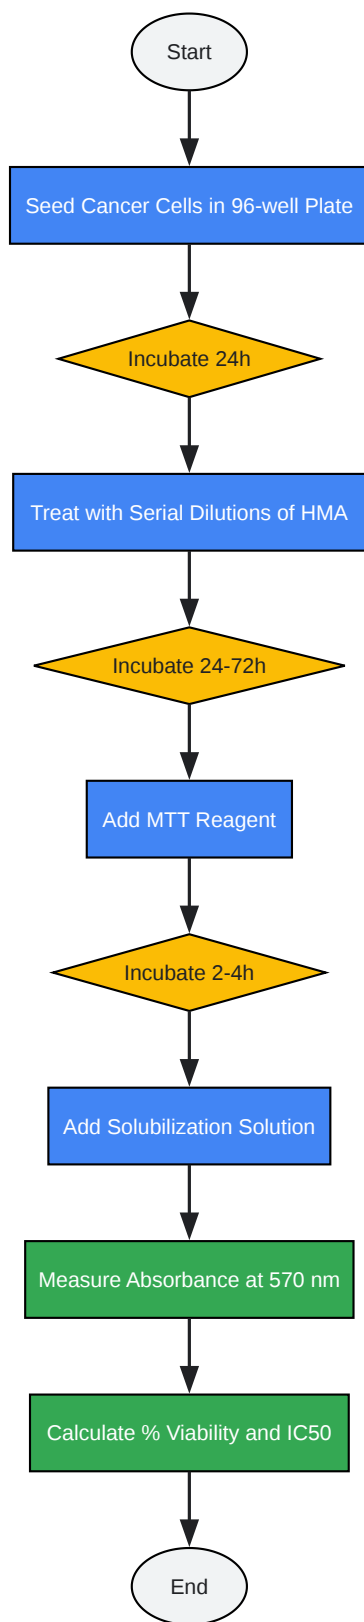 Start
Seed Cancer Cells in 96-well Plate
Incubate 24h
Treat with Serial Dilutions of HMA
Incubate 24-72h
Add MTT Reagent
Incubate 2-4h
Add Solubilization Solution
Measure Absorbance at 570 nm
Calculate % Viability and IC50
End